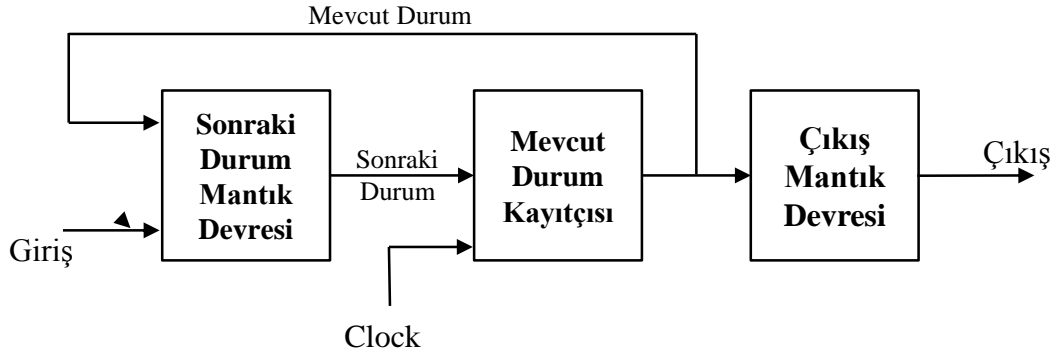 Mevcut Durum
Sonraki
Durum
Mantık
Devresi
Sonraki
Durum
Mevcut
Durum
Kayıtçısı
Çıkış
Mantık
Devresi
Çıkış
Giriş
Clock